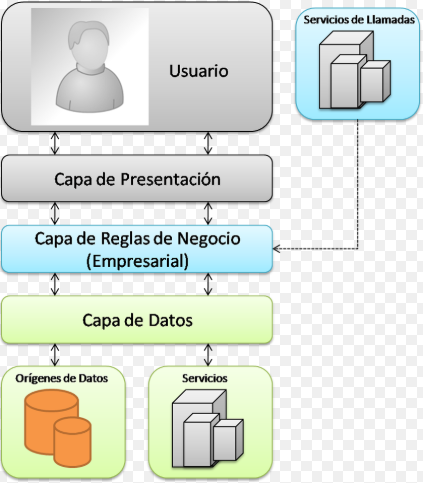 Servicios de Llamadas
Usuario
Capa de Presentación
Capa de Reglas de Negocio
(Empresarial)
Capa de Datos
Orígenes de Datos
Servicios